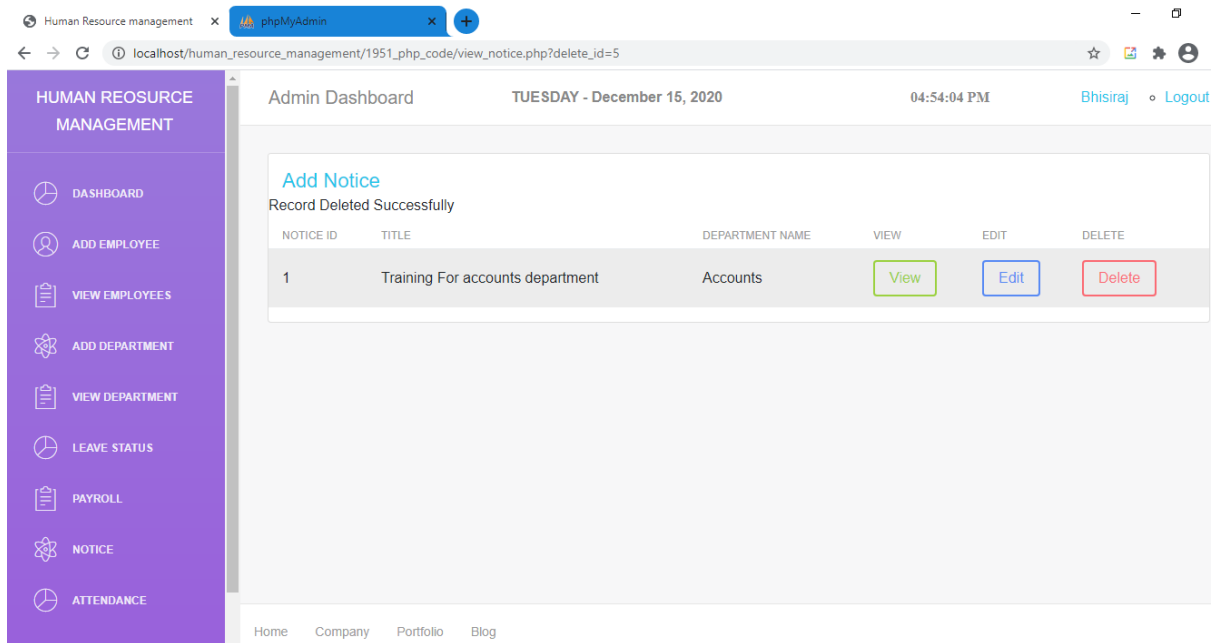 Human Resource management
phpMyAdmin
localhost/human_resource_management/1951_php_code/view_notice.php?delete_id=5
HUMAN REOSURCE
MANAGEMENT
DASHBOARD
ADD EMPLOYEE
VIEW EMPLOYEES
ADD DEPARTMENT
VIEW DEPARTMENT
LEAVE STATUS
PAYROLL
NOTICE
ATTENDANCE
Admin Dashboard TUESDAY - December 15, 2020 04:54:04 PM Bhisiraj Logout
Add Notice
Record Deleted Successfully
NOTICE ID TITLE DEPARTMENT NAME VIEW EDIT DELETE
1 Training For accounts department Accounts View Edit Delete
Home Company Portfolio Blog